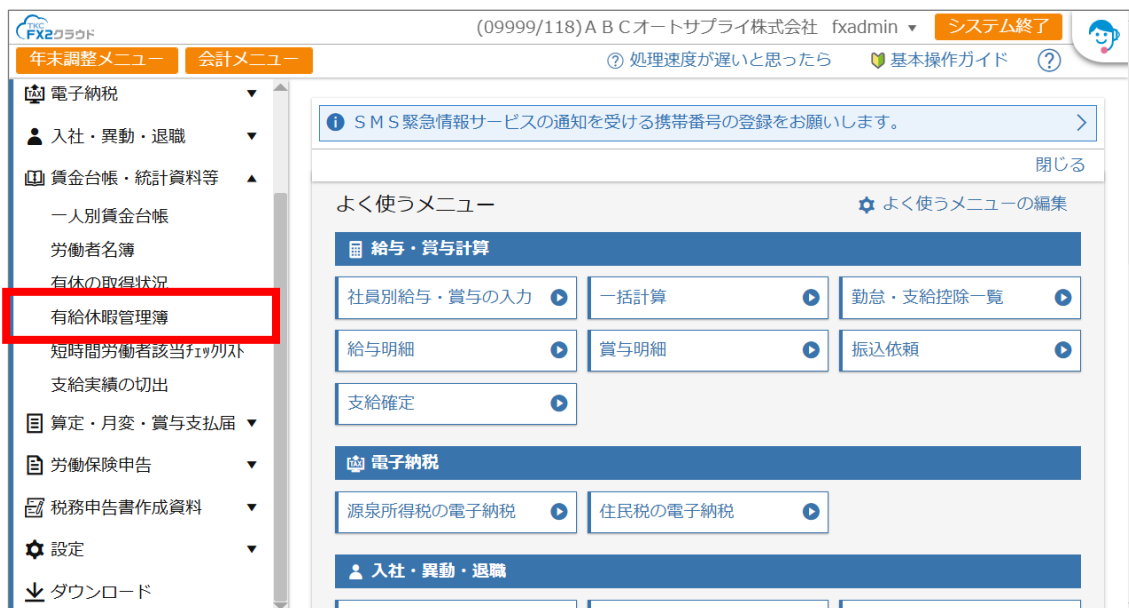 TKC
FX2クラウド
(09999/118)ＡＢＣオートサプライ株式会社 fxadmin ▼ システム終了
年末調整メニュー 会計メニュー ? 処理速度が遅いと思ったら 基本操作ガイド ?
TAX 電子納税 ▼
入社・異動・退職 ▼
賃金台帳・統計資料等 ▲
一人別賃金台帳
労働者名簿
有休の取得状況
有給休暇管理簿
短時間労働者該当ﾁｪｯｸﾘｽﾄ
支給実績の切出
算定・月変・賞与支払届 ▼
労働保険申告 ▼
税務申告書作成資料 ▼
設定 ▼
ダウンロード
ＳＭＳ緊急情報サービスの通知を受ける携帯番号の登録をお願いします。
閉じる
よく使うメニュー よく使うメニューの編集
給与・賞与計算
社員別給与・賞与の入力 一括計算 勤怠・支給控除一覧
給与明細 賞与明細 振込依頼
支給確定
TAX 電子納税
源泉所得税の電子納税 住民税の電子納税
入社・異動・退職